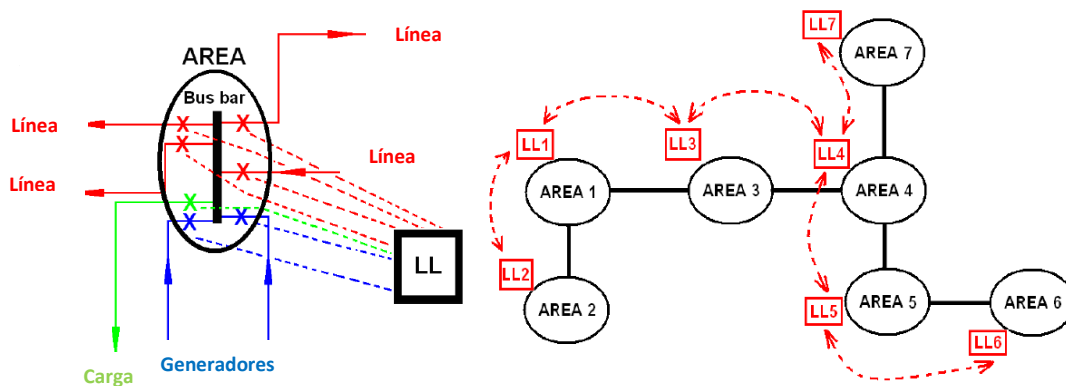 Línea
AREA
Bus bar
Línea
Línea
Línea
LL
Generadores
Carga
LL7
AREA 7
LL1
LL3
LL4
AREA 1
AREA 3
AREA 4
LL2
AREA 2
LL5
AREA 5
AREA 6
LL6